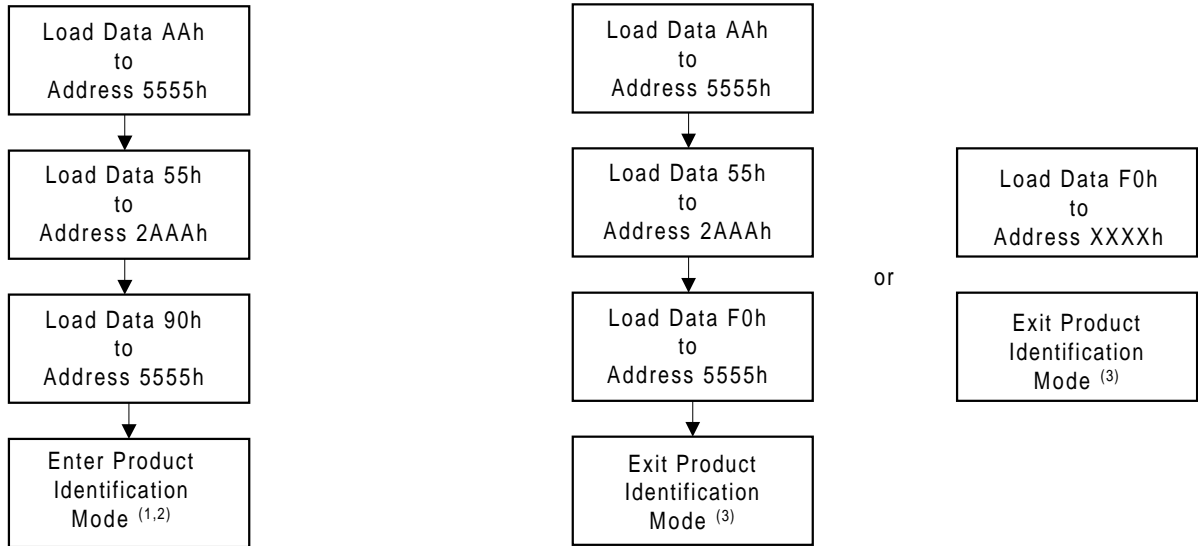 Load Data AAh
to
Address 5555h
Load Data 55h
to
Address 2AAAh
Load Data 90h
to
Address 5555h
Enter Product
Identification
Mode (1,2)
Load Data AAh
to
Address 5555h
Load Data 55h
to
Address 2AAAh
Load Data F0h
to
Address 5555h
Exit Product
Identification
Mode (3)
or
Load Data F0h
to
Address XXXXh
Exit Product
Identification
Mode (3)